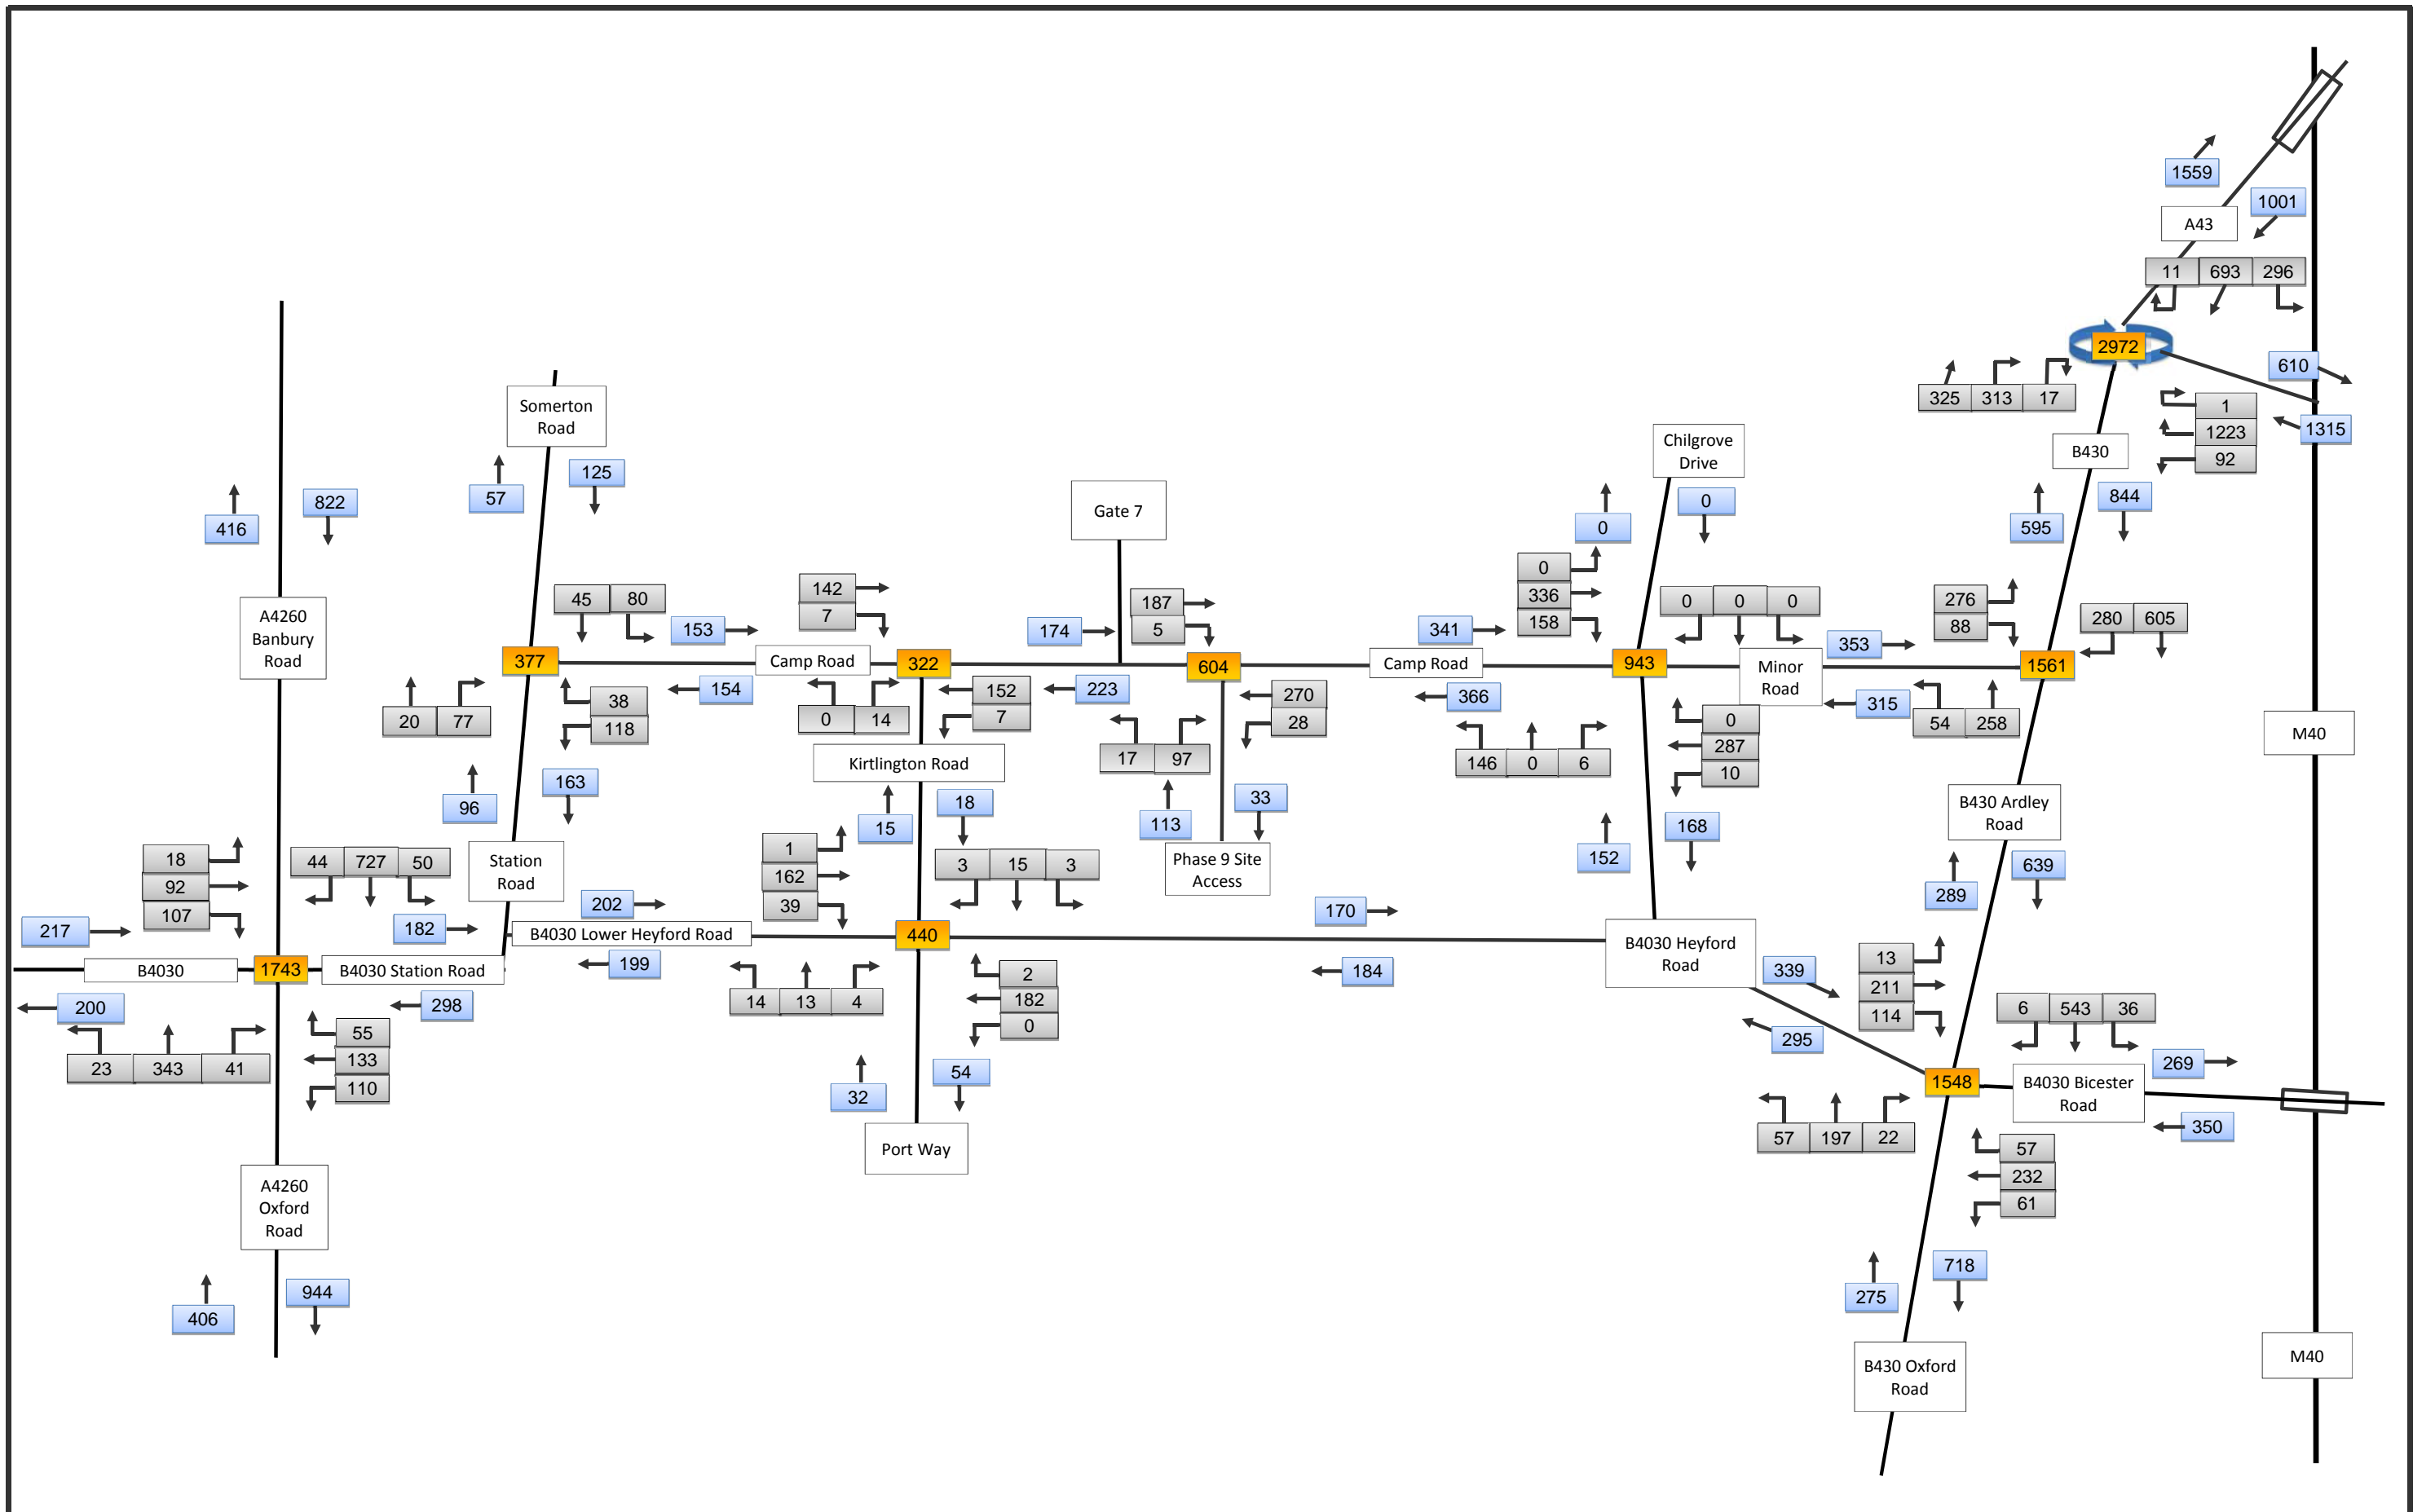 1559
1001
A43
11 693 296
2972
610
325 313 17
1
1223
92
1315
B430
595
844
Somerton
Road
57
125
416
822
Gate 7
Chilgrove
Drive
0
0
A4260
Banbury
Road
45 80
153
142
7
174
187
5
341
0
336
158
0 0 0
353
276
88
280 605
377
Camp Road
322
604
Camp Road
943
Minor
Road
1561
20 77
38
118
154
0 14
152
7
223
270
28
366
146 0 6
0
287
10
315
54 258
M40
Kirtlington Road
17 97
96
163
15
18
113
33
152
168
B430 Ardley
Road
289
639
18
92
107
44 727 50
Station
Road
1
162
39
3 15 3
Phase 9 Site
Access
217
182
202
170
B4030
1743
B4030 Station Road
B4030 Lower Heyford Road
440
B4030 Heyford
Road
339
13
211
114
200
298
199
14 13 4
2
182
0
184
295
6 543 36
269
23 343 41
55
133
110
32
54
1548
B4030 Bicester
Road
350
Port Way
57 197 22
57
232
61
A4260
Oxford
Road
406
944
275
718
B430 Oxford
Road
M40